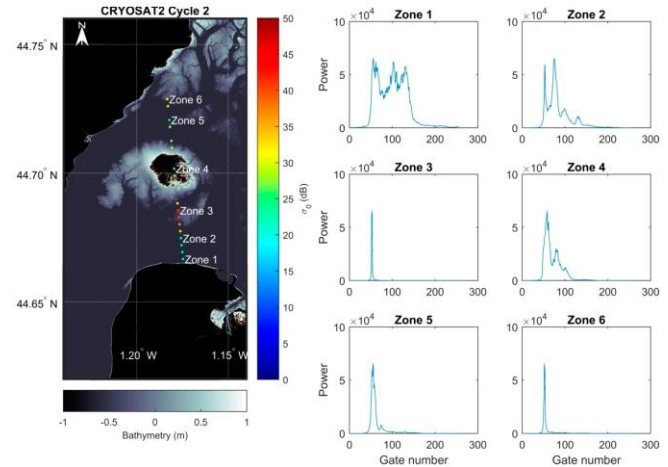 CRYOSAT2 Cycle 2
44.76° N
44.70° N
44.65° N
1.20° W
1.15° W
Zone 6
Zone 5
Zone 4
Zone 3
Zone 2
Zone 1
50
45
40
35
30
25
20
15
10
5
0
σ0 (dB)
-1 -0.5 0 0.5 1
Bathymetry (m)
Zone 1
×10^4
Power
10
5
0
0 100 200 300
Zone 2
×10^4
10
5
0
0 100 200 300
Zone 3
×10^4
Power
10
5
0
0 100 200 300
Zone 4
×10^4
10
5
0
0 100 200 300
Zone 5
×10^4
Power
10
5
0
0 100 200 300
Gate number
Zone 6
×10^4
10
5
0
0 100 200 300
Gate number